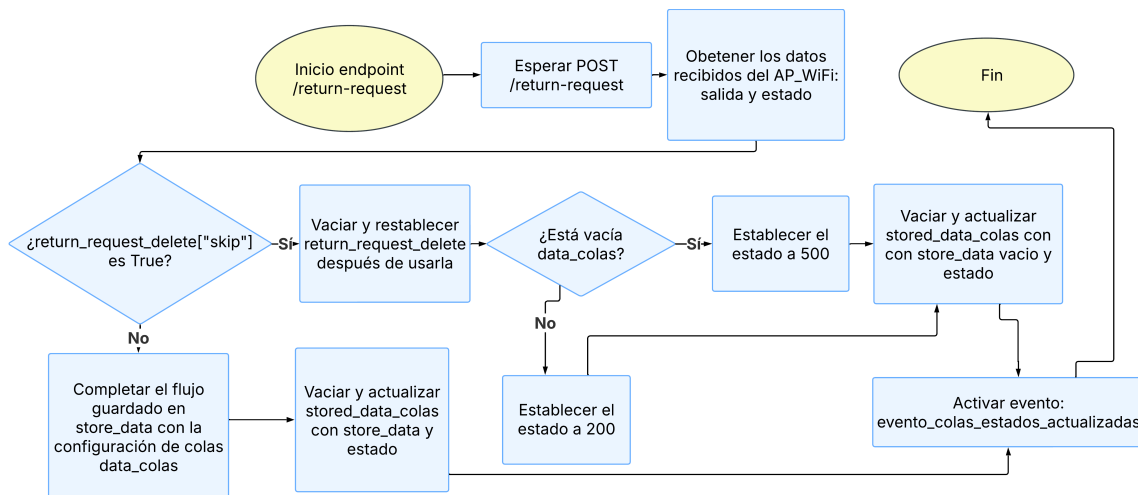 Inicio endpoint
/return-request
Esperar POST
/return-request
Obetener los datos
recibidos del AP_WiFi:
salida y estado
Fin
¿return_request_delete["skip"]
es True?
Sí
Vaciar y restablecer
return_request_delete
después de usarla
¿Está vacía
data_colas?
Sí
Establecer el
estado a 500
Vaciar y actualizar
stored_data_colas con
con store_data vacio y
estado
No
No
Completar el flujo
guardado en
store_data con la
configuración de colas
data_colas
Vaciar y actualizar
stored_data_colas
con store_data y
estado
Establecer el
estado a 200
Activar evento:
evento_colas_estados_actualizadas